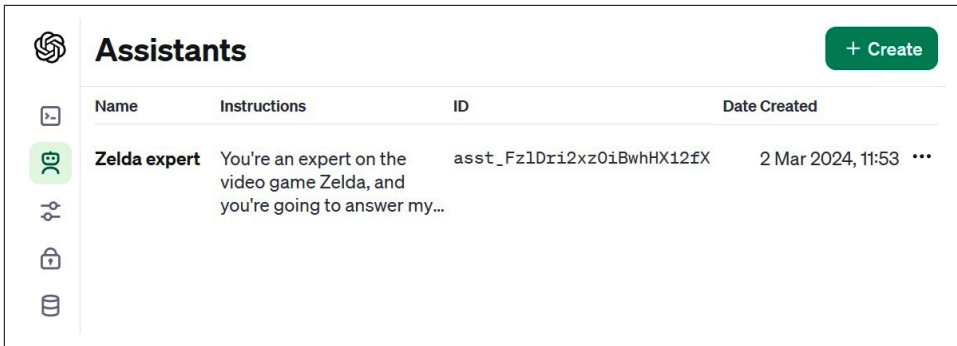 Assistants
+ Create
Name Instructions ID Date Created
Zelda expert You're an expert on the asst_FzlDri2xzOiBwhHX12fX 2 Mar 2024, 11:53 •••
video game Zelda, and
you're going to answer my...